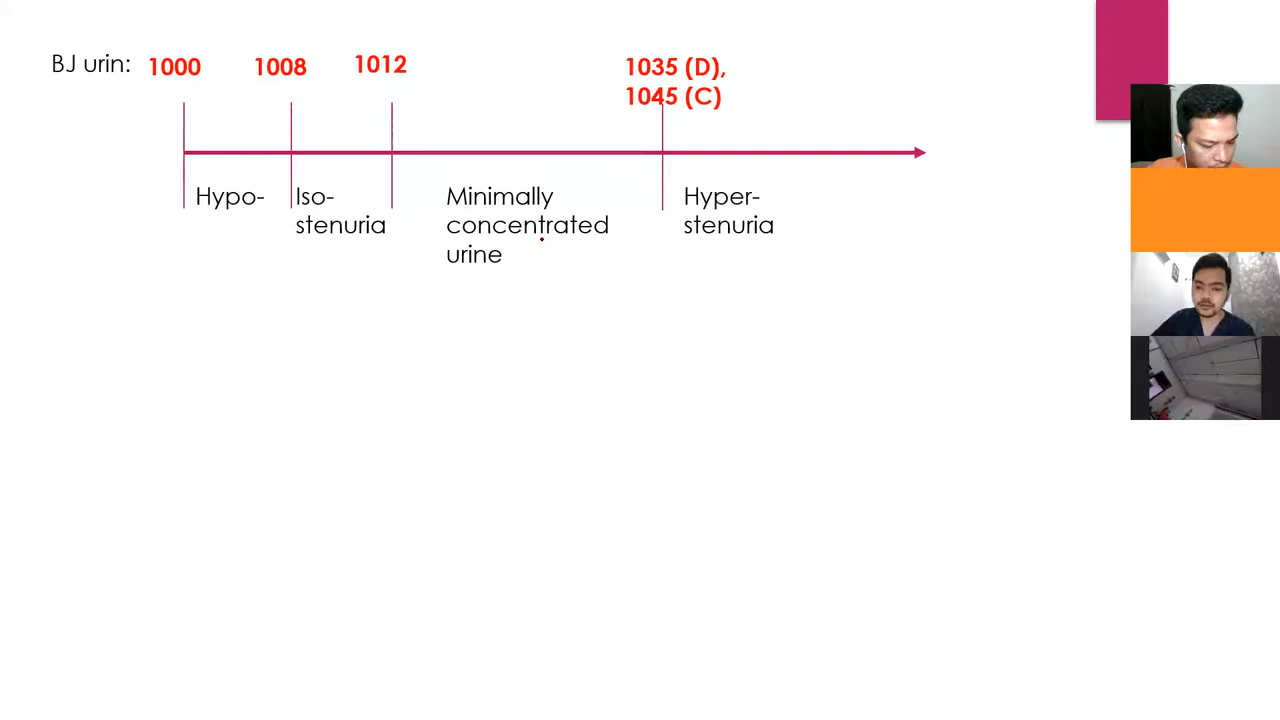 BJ urin: 1000 1008 1012 1035 (D),
1045 (C)
Hypo- Iso- Minimally Hyper-
stenuria concentrated stenuria
urine